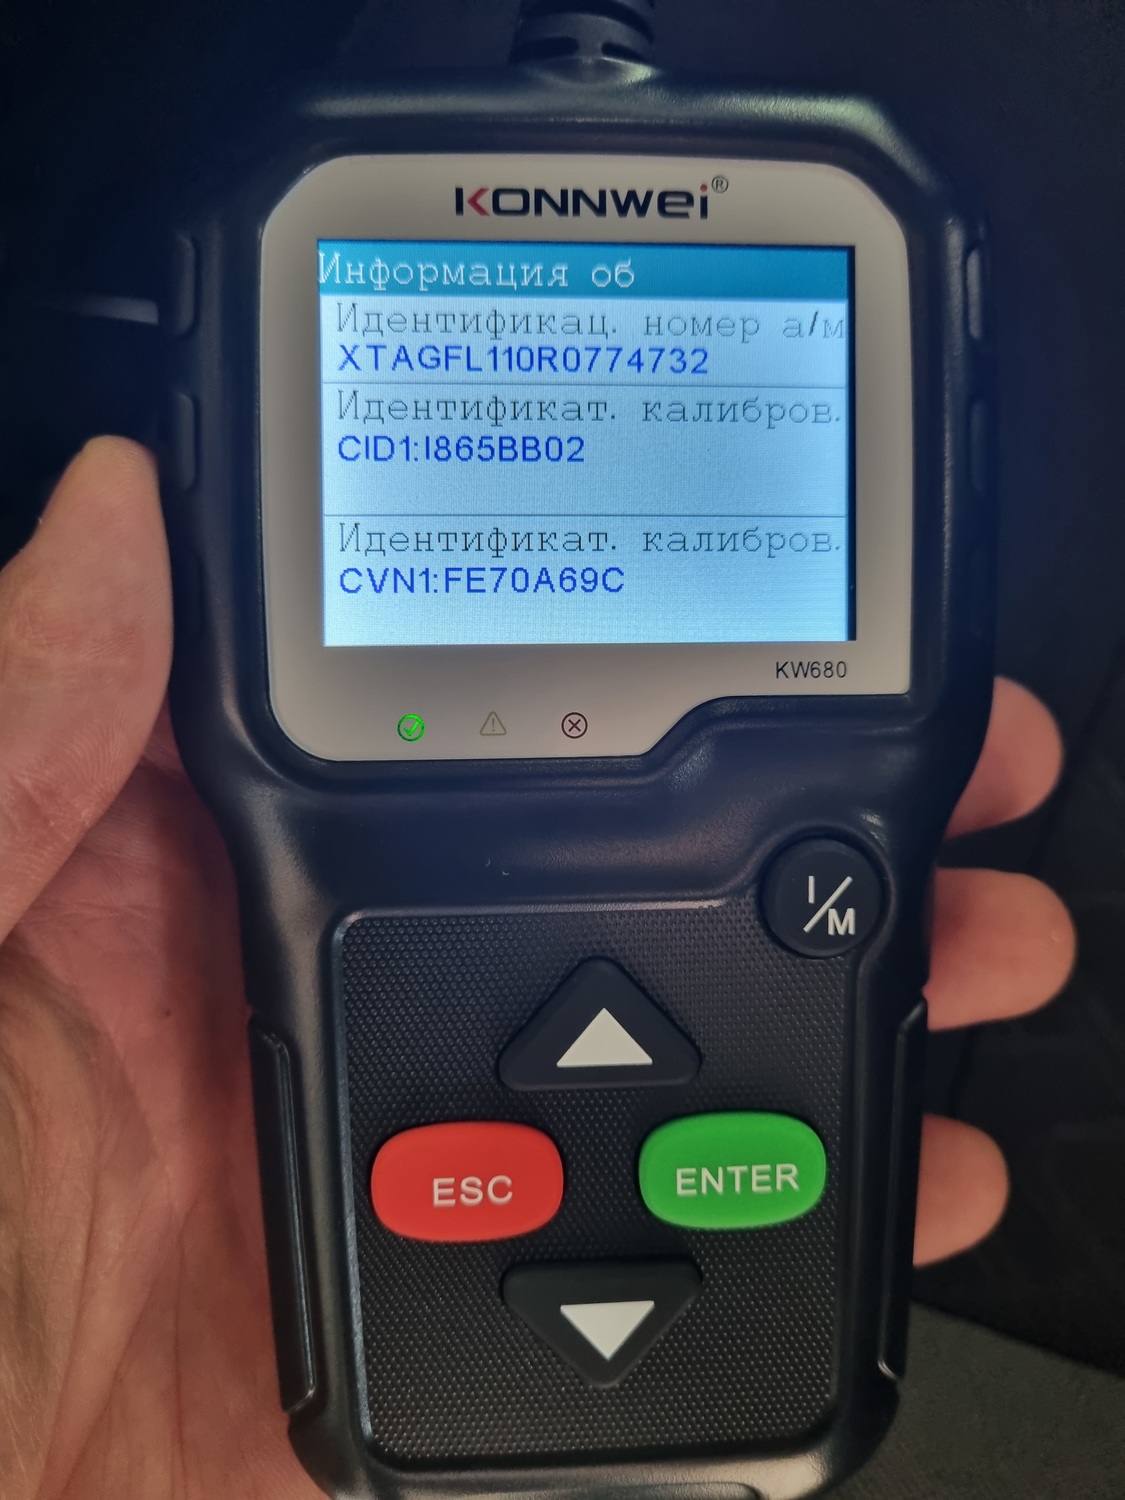 KONNWEI®
Информация об
Идентификац. номер а/м
XTAGFL110R0774732
Идентификат. калибров.
CID1:I865BB02
Идентификат. калибров.
CVN1:FE70A69C
KW680
I/M
ESC
ENTER